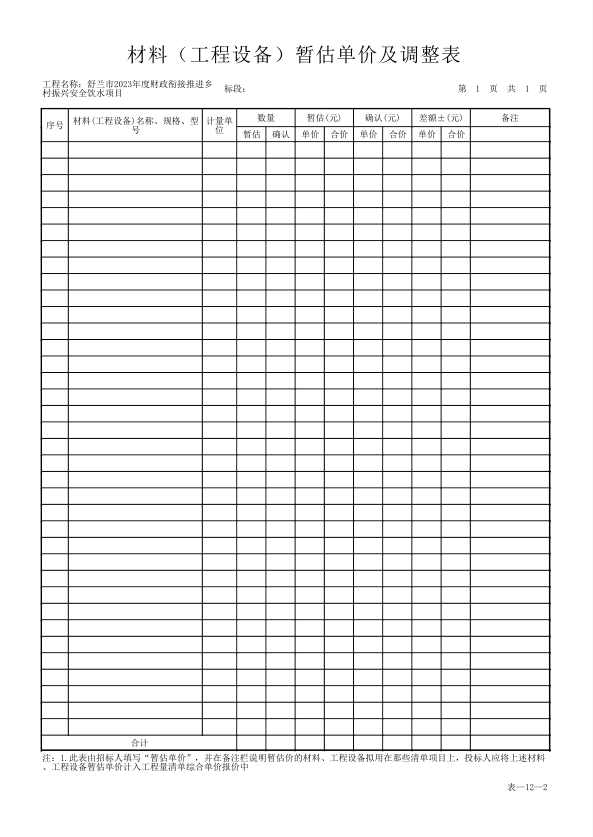 材料（工程设备）暂估单价及调整表
工程名称：舒兰市2023年度财政衔接推进乡
村振兴安全饮水项目
标段：
第 1 页 共 1 页
序号 材料(工程设备)名称、规格、型
号
计量单
位
数量 暂估(元) 确认(元) 差额±(元) 备注
暂估 确认 单价 合价 单价 合价 单价 合价
合计
注：1.此表由招标人填写“暂估单价”，并在备注栏说明暂估价的材料、工程设备拟用在那些清单项目上，投标人应将上述材料
、工程设备暂估单价计入工程量清单综合单价报价中
表—12—2